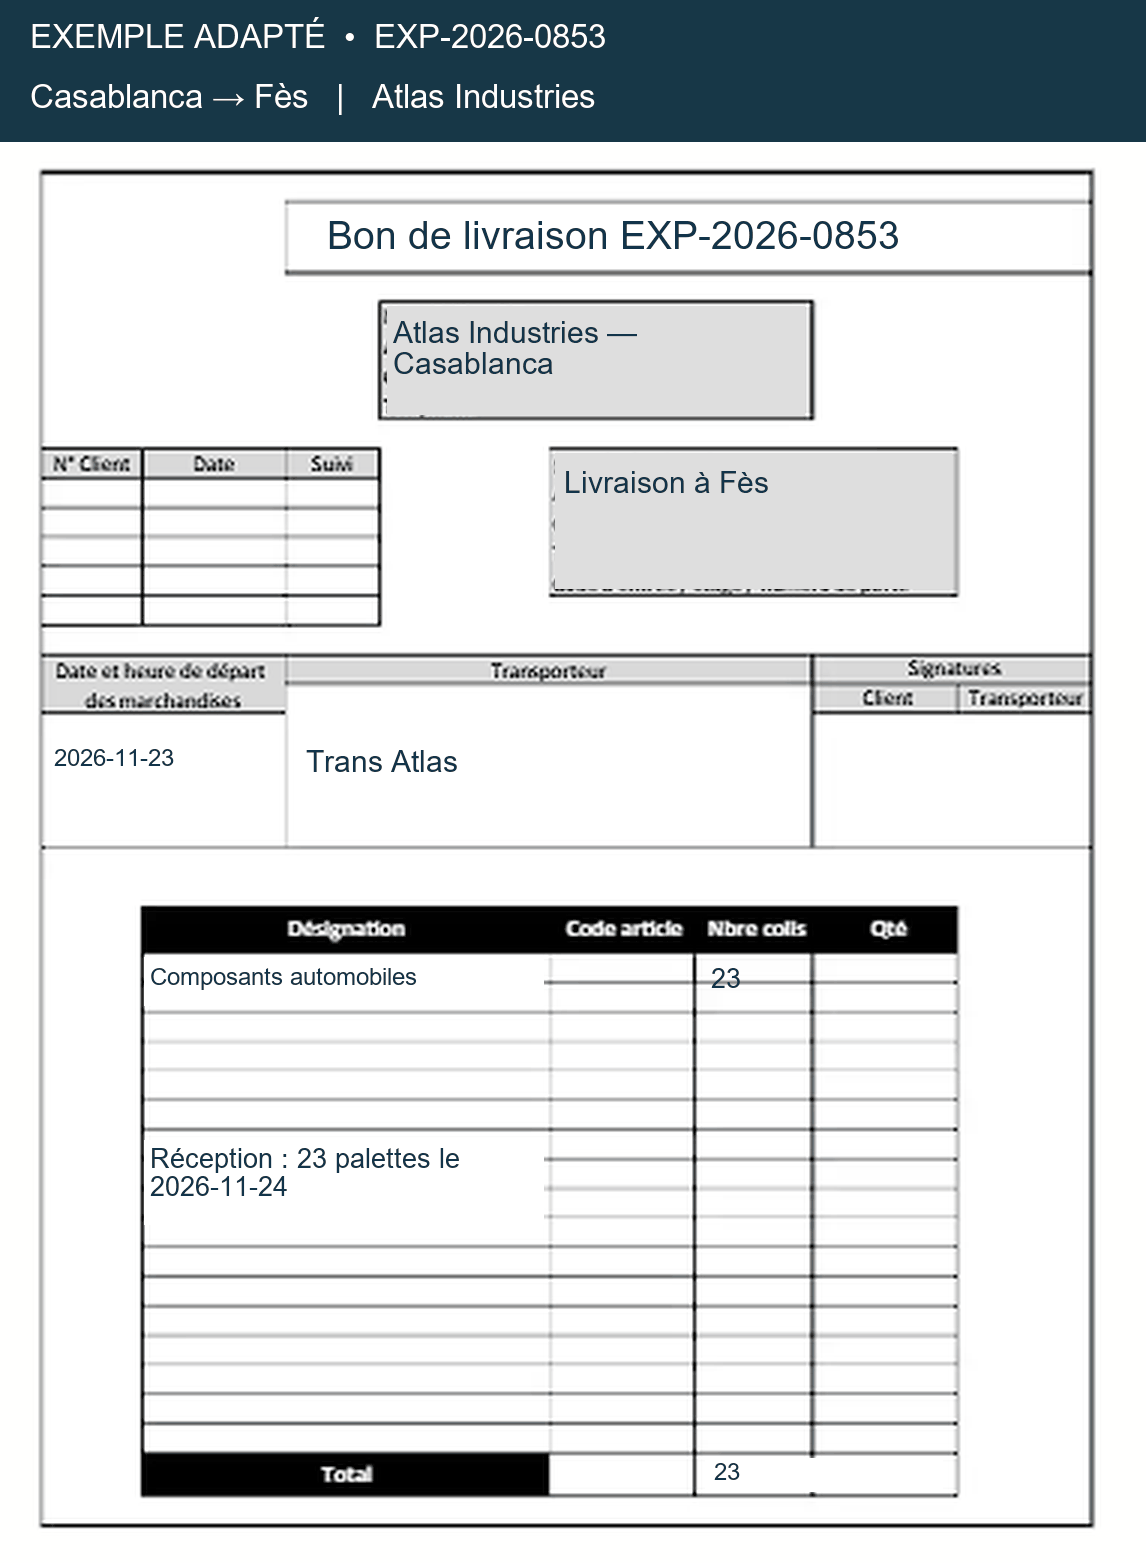 EXEMPLE ADAPTÉ • EXP-2026-0853
Casablanca → Fès | Atlas Industries
Bon de livraison EXP-2026-0853
Atlas Industries —
Casablanca
N° Client Date Suivi
Livraison à Fès
Date et heure de départ
des marchandises
Transporteur
Signatures
Client Transporteur
2026-11-23
Trans Atlas
Désignation Code article Nbre colis Qté
Composants automobiles 23
Réception : 23 palettes le
2026-11-24
Total 23